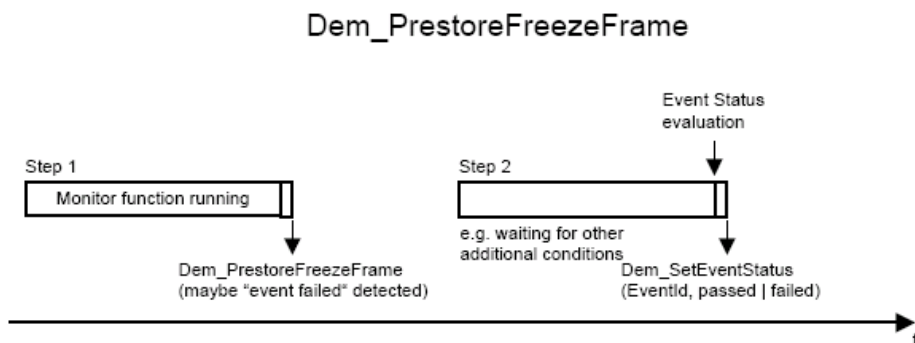 Dem_PrestoreFreezeFrame
Event Status
evaluation
Step 1
Step 2
Monitor function running
e.g. waiting for other
additional conditions
Dem_PrestoreFreezeFrame
(maybe “event failed“ detected)
Dem_SetEventStatus
(EventId, passed | failed)
t